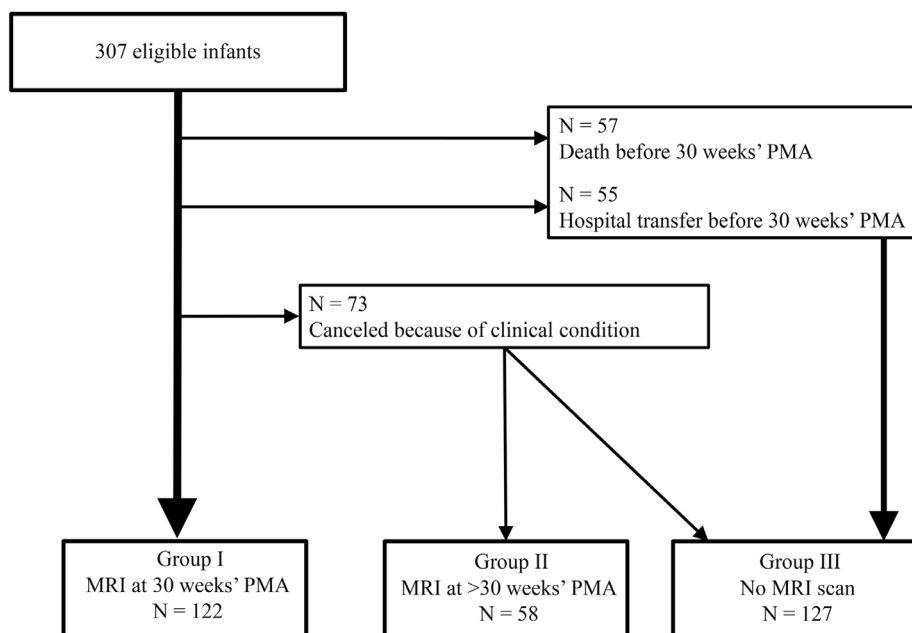 307 eligible infants
N = 57
Death before 30 weeks’ PMA
N = 55
Hospital transfer before 30 weeks’ PMA
N = 73
Canceled because of clinical condition
Group I
MRI at 30 weeks’ PMA
N = 122
Group II
MRI at >30 weeks’ PMA
N = 58
Group III
No MRI scan
N = 127